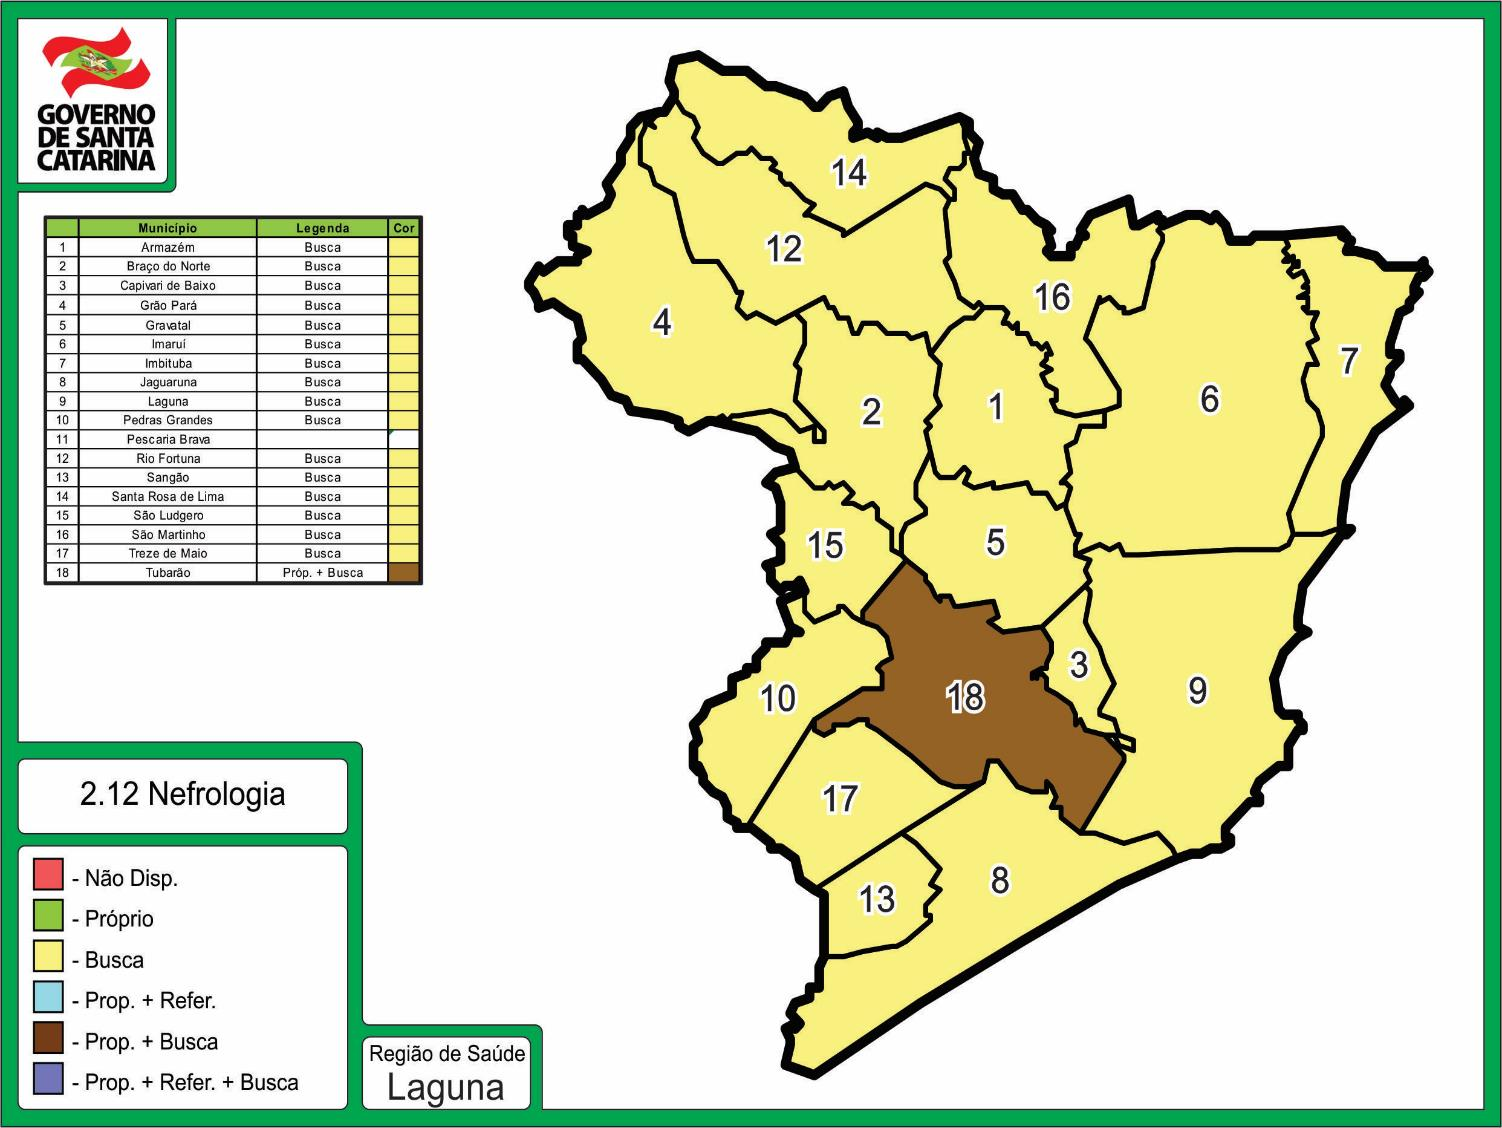 GOVERNO
DE SANTA
CATARINA
Município Legenda Cor
1 Armazém Busca
2 Braço do Norte Busca
3 Capivari de Baixo Busca
4 Grão Pará Busca
5 Gravatal Busca
6 Imaruí Busca
7 Imbituba Busca
8 Jaguaruna Busca
9 Laguna Busca
10 Pedras Grandes Busca
11 Pescaria Brava
12 Rio Fortuna Busca
13 Sangão Busca
14 Santa Rosa de Lima Busca
15 São Ludgero Busca
16 São Martinho Busca
17 Treze de Maio Busca
18 Tubarão Próp. + Busca
14
12
16
4
7
6
2
1
5
15
3
9
10
18
17
8
13
2.12 Nefrologia
- Não Disp.
- Próprio
- Busca
- Prop. + Refer.
- Prop. + Busca
- Prop. + Refer. + Busca
Região de Saúde
Laguna